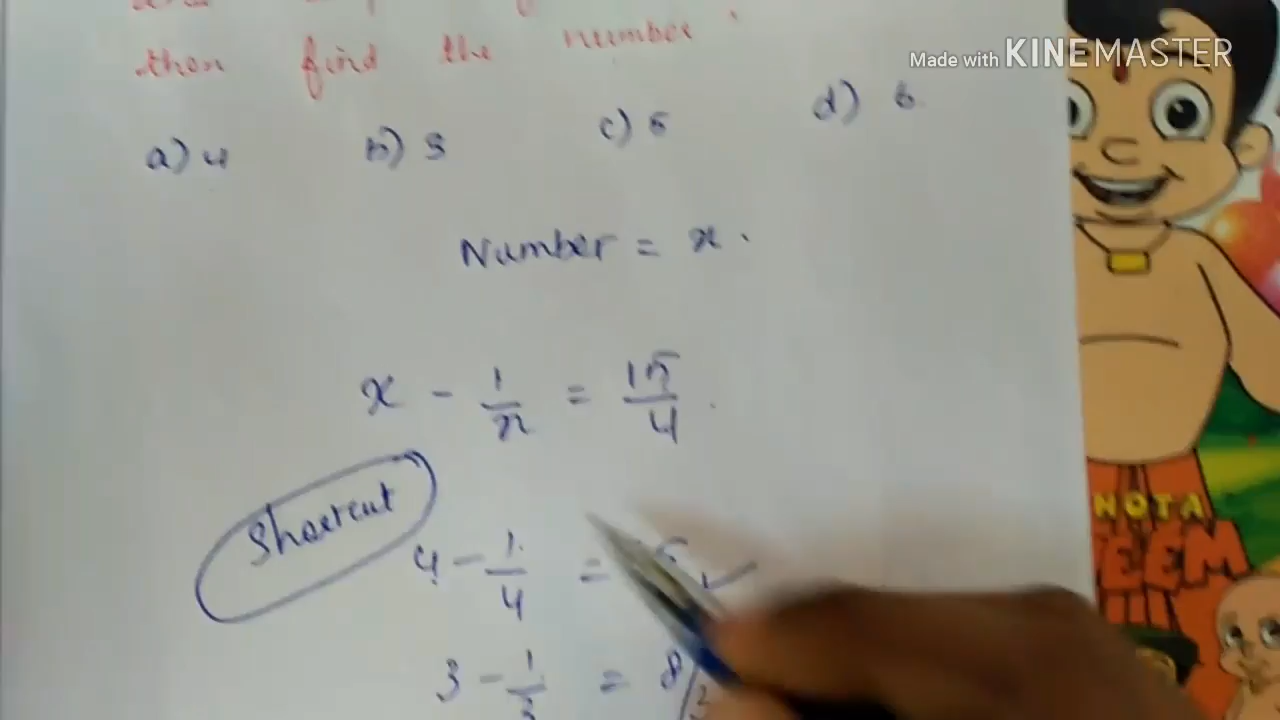 Made with KINEMASTER
then find the number
a) 4 b) 3 c) 5 d) 6
Number = x.
x - 1/x = 15/4.
Shortcut
4 - 1/4 =
3 - 1/3 = 8/3